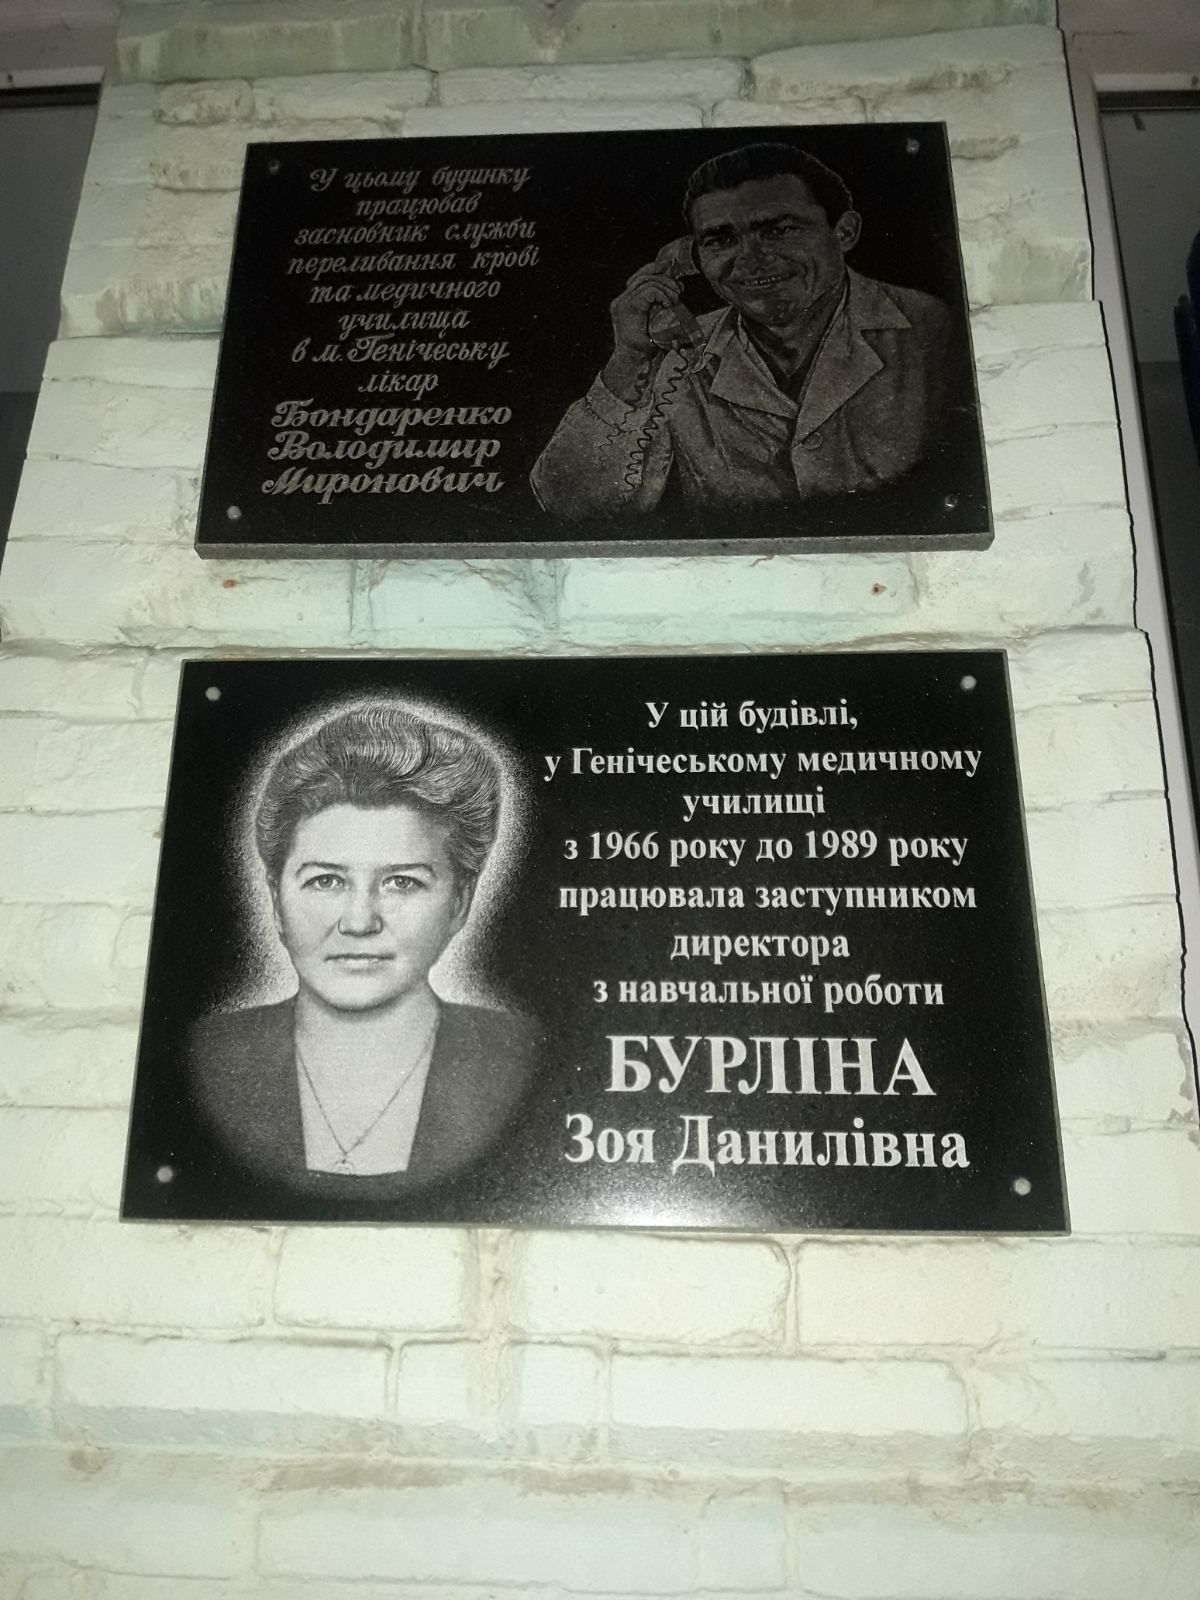 У цьому будинку
працював
засновник служби
переливання крові
та медичного
училища
в м. Генічеську
лікар
Бондаренко
Володимир
Миронович
У цій будівлі,
у Генічеському медичному
училищі
з 1966 року до 1989 року
працювала заступником
директора
з навчальної роботи
БУРЛІНА
Зоя Данилівна